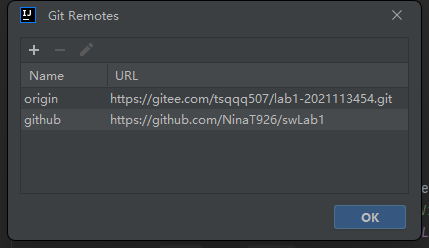 Git Remotes
Name URL
origin https://gitee.com/tsqqq507/lab1-2021113454.git
github https://github.com/NinaT926/swLab1
OK